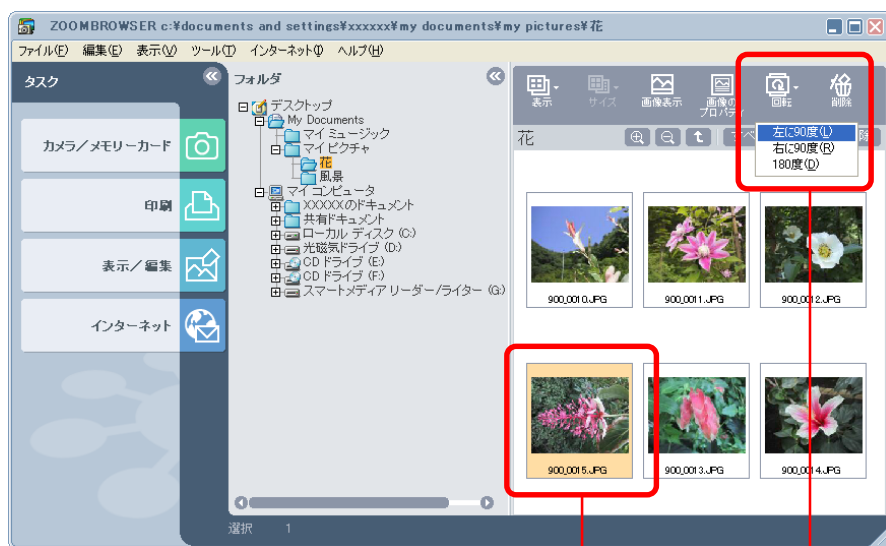 ZOOMBROWSER c:¥documents and settings¥xxxxxx¥my documents¥my pictures¥花
ファイル(F) 編集(E) 表示(V) ツール(T) インターネット(I) ヘルプ(H)
タスク
カメラ/メモリーカード
印刷
表示/編集
インターネット
フォルダ
デスクトップ
My Documents
マイ ミュージック
マイ ピクチャ
花
風景
マイ コンピュータ
XXXXXのドキュメント
共有ドキュメント
ローカル ディスク (C:)
光磁気ドライブ (D:)
CD ドライブ (E:)
CD ドライブ (F:)
スマートメディア リーダー/ライター (G:)
表示 サイズ 画像表示 画像のプロパティ 回転 削除
花
左に90度(L)
右に90度(R)
180度(D)
900_0010.JPG 900_0011.JPG 900_0012.JPG
900_0015.JPG 900_0013.JPG 900_0014.JPG
選択 1